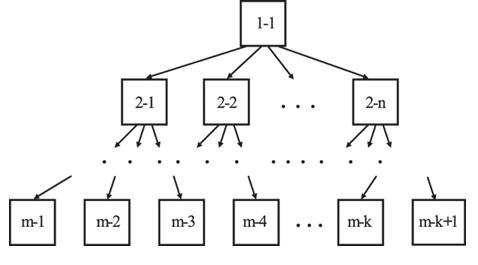 1-1
2-1 2-2 . . . 2-n
. . . . . . . . . . . .
m-1 m-2 m-3 m-4 . . . m-k m-k+1